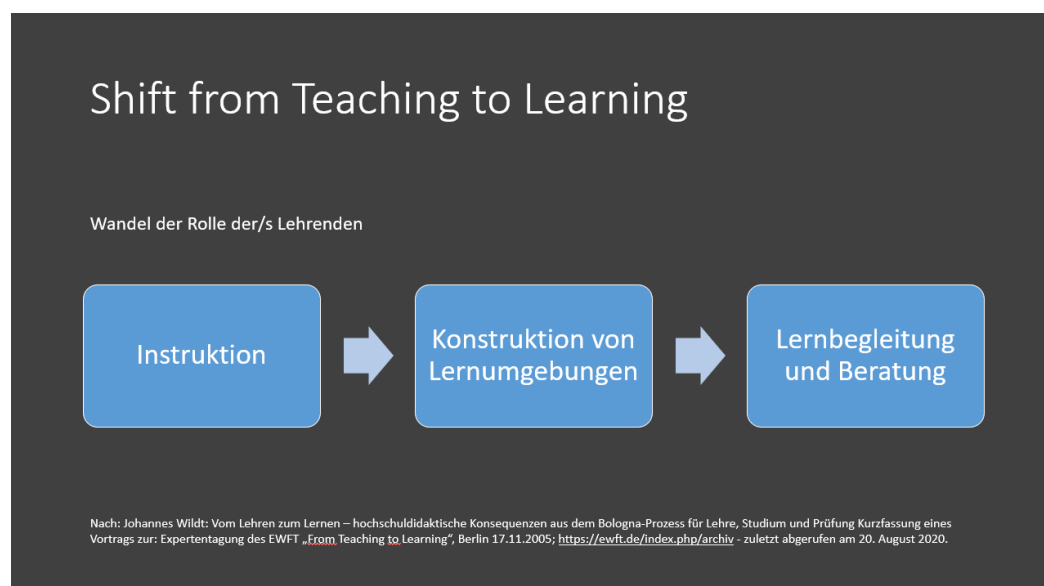 Shift from Teaching to Learning
Wandel der Rolle der/s Lehrenden
Instruktion
Konstruktion von
Lernumgebungen
Lernbegleitung
und Beratung
Nach: Johannes Wildt: Vom Lehren zum Lernen – hochschuldidaktische Konsequenzen aus dem Bologna-Prozess für Lehre, Studium und Prüfung Kurzfassung eines
Vortrags zur: Expertentagung des EWFT „From Teaching to Learning“, Berlin 17.11.2005; https://ewft.de/index.php/archiv - zuletzt abgerufen am 20. August 2020.